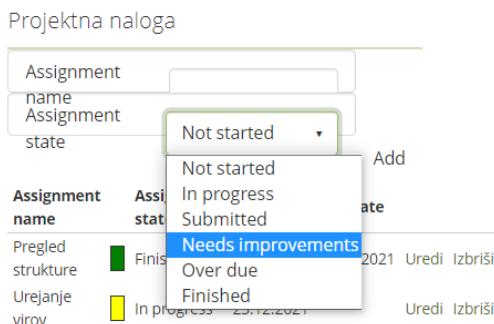 Projektna naloga
Assignment
name
Assignment
state
Not started
Add
Not started
In progress
Submitted
Needs improvements
Over due
Finished
Assignment
name
Pregled
strukture
2021 Uredi Izbriši
Urejanje
virov
In progress 25.12.2021 Uredi Izbriši